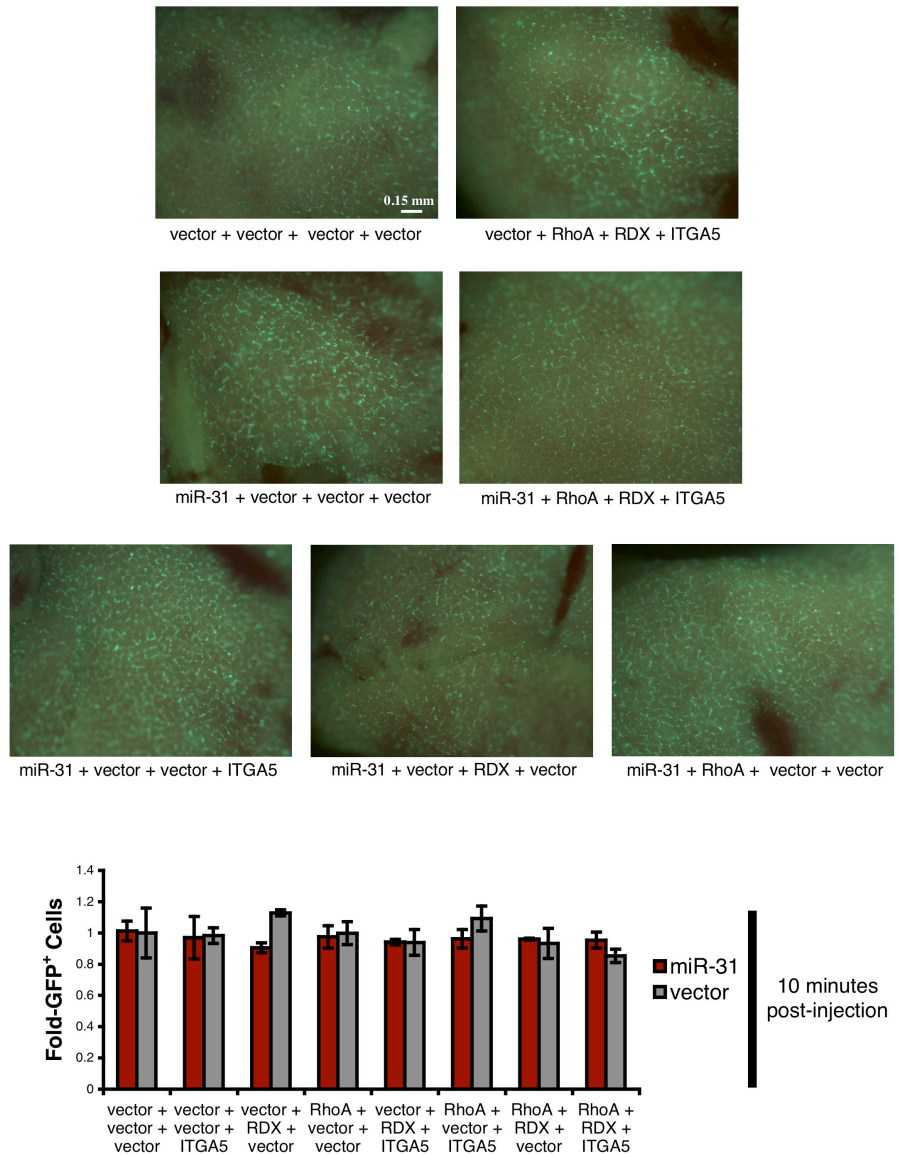 0.15 mm
vector + vector + vector + vector
vector + RhoA + RDX + ITGA5
miR-31 + vector + vector + vector
miR-31 + RhoA + RDX + ITGA5
miR-31 + vector + vector + ITGA5
miR-31 + vector + RDX + vector
miR-31 + RhoA + vector + vector
Fold-GFP⁺ Cells
1.4
1.2
1
0.8
0.6
0.4
0.2
0
vector +
vector +
vector
vector +
vector +
ITGA5
vector +
RDX +
vector
RhoA +
vector +
vector
vector +
RDX +
ITGA5
RhoA +
vector +
ITGA5
RhoA +
RDX +
vector
RhoA +
RDX +
ITGA5
miR-31
vector
10 minutes
post-injection